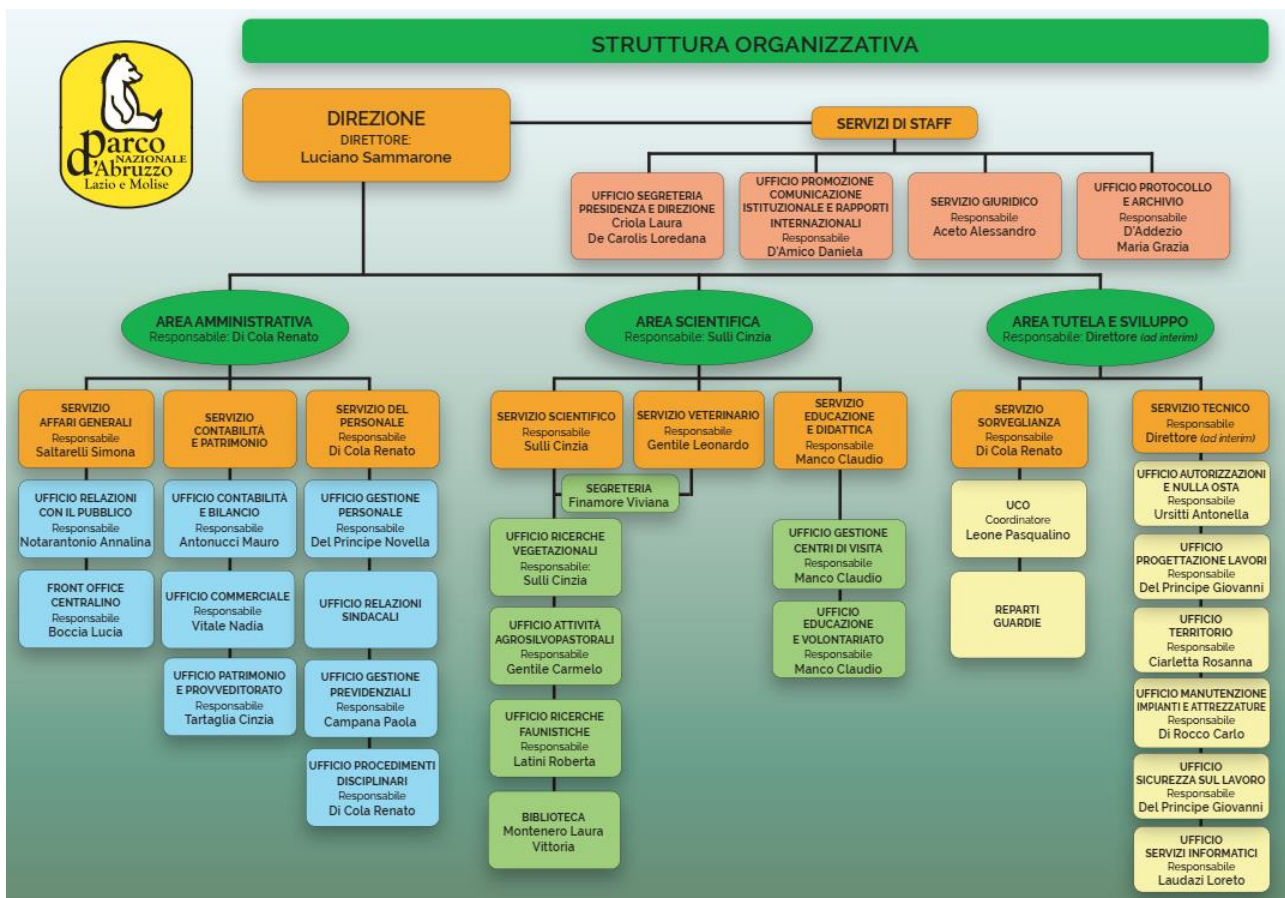 STRUTTURA ORGANIZZATIVA
Parco
NAZIONALE
d'Abruzzo
Lazio e Molise
DIREZIONE
DIRETTORE:
Luciano Sammarone
SERVIZI DI STAFF
UFFICIO SEGRETERIA
PRESIDENZA E DIREZIONE
Criola Laura
De Carolis Loredana
UFFICIO PROMOZIONE
COMUNICAZIONE
ISTITUZIONALE E RAPPORTI
INTERNAZIONALI
Responsabile
D'Amico Daniela
SERVIZIO GIURIDICO
Responsabile
Aceto Alessandro
UFFICIO PROTOCOLLO
E ARCHIVIO
Responsabile
D'Addezio
Maria Grazia
AREA AMMINISTRATIVA
Responsabile: Di Cola Renato
AREA SCIENTIFICA
Responsabile: Sulli Cinzia
AREA TUTELA E SVILUPPO
Responsabile: Direttore (ad interim)
SERVIZIO
AFFARI GENERALI
Responsabile
Saltarelli Simona
SERVIZIO
CONTABILITÀ
E PATRIMONIO
SERVIZIO DEL
PERSONALE
Responsabile
Di Cola Renato
SERVIZIO SCIENTIFICO
Responsabile
Sulli Cinzia
SERVIZIO VETERINARIO
Responsabile
Gentile Leonardo
SERVIZIO
EDUCAZIONE
E DIDATTICA
Responsabile
Manco Claudio
SERVIZIO
SORVEGLIANZA
Responsabile
Di Cola Renato
SERVIZIO TECNICO
Responsabile
Direttore (ad interim)
UFFICIO RELAZIONI
CON IL PUBBLICO
Responsabile
Notarantonio Annalina
FRONT OFFICE
CENTRALINO
Responsabile
Boccia Lucia
UFFICIO CONTABILITÀ
E BILANCIO
Responsabile
Antonucci Mauro
UFFICIO COMMERCIALE
Responsabile
Vitale Nadia
UFFICIO PATRIMONIO
E PROVVEDITORATO
Responsabile
Tartaglia Cinzia
UFFICIO GESTIONE
PERSONALE
Responsabile
Del Principe Novella
UFFICIO RELAZIONI
SINDACALI
UFFICIO GESTIONE
PREVIDENZIALI
Responsabile
Campana Paola
UFFICIO PROCEDIMENTI
DISCIPLINARI
Responsabile
Di Cola Renato
SEGRETERIA
Finamore Viviana
UFFICIO RICERCHE
VEGETAZIONALI
Responsabile:
Sulli Cinzia
UFFICIO ATTIVITÀ
AGROSILVOPASTORALI
Responsabile
Gentile Carmelo
UFFICIO RICERCHE
FAUNISTICHE
Responsabile
Latini Roberta
BIBLIOTECA
Montenero Laura
Vittoria
UFFICIO GESTIONE
CENTRI DI VISITA
Responsabile
Manco Claudio
UFFICIO
EDUCAZIONE
E VOLONTARIATO
Responsabile
Manco Claudio
UCO
Coordinatore
Leone Pasqualino
REPARTI
GUARDIE
UFFICIO AUTORIZZAZIONI
E NULLA OSTA
Responsabile
Ursitti Antonella
UFFICIO
PROGETTAZIONE LAVORI
Responsabile
Del Principe Giovanni
UFFICIO
TERRITORIO
Responsabile
Ciarletta Rosanna
UFFICIO MANUTENZIONE
IMPIANTI E ATTREZZATURE
Responsabile
Di Rocco Carlo
UFFICIO
SICUREZZA SUL LAVORO
Responsabile
Del Principe Giovanni
UFFICIO
SERVIZI INFORMATICI
Responsabile
Laudazi Loreto